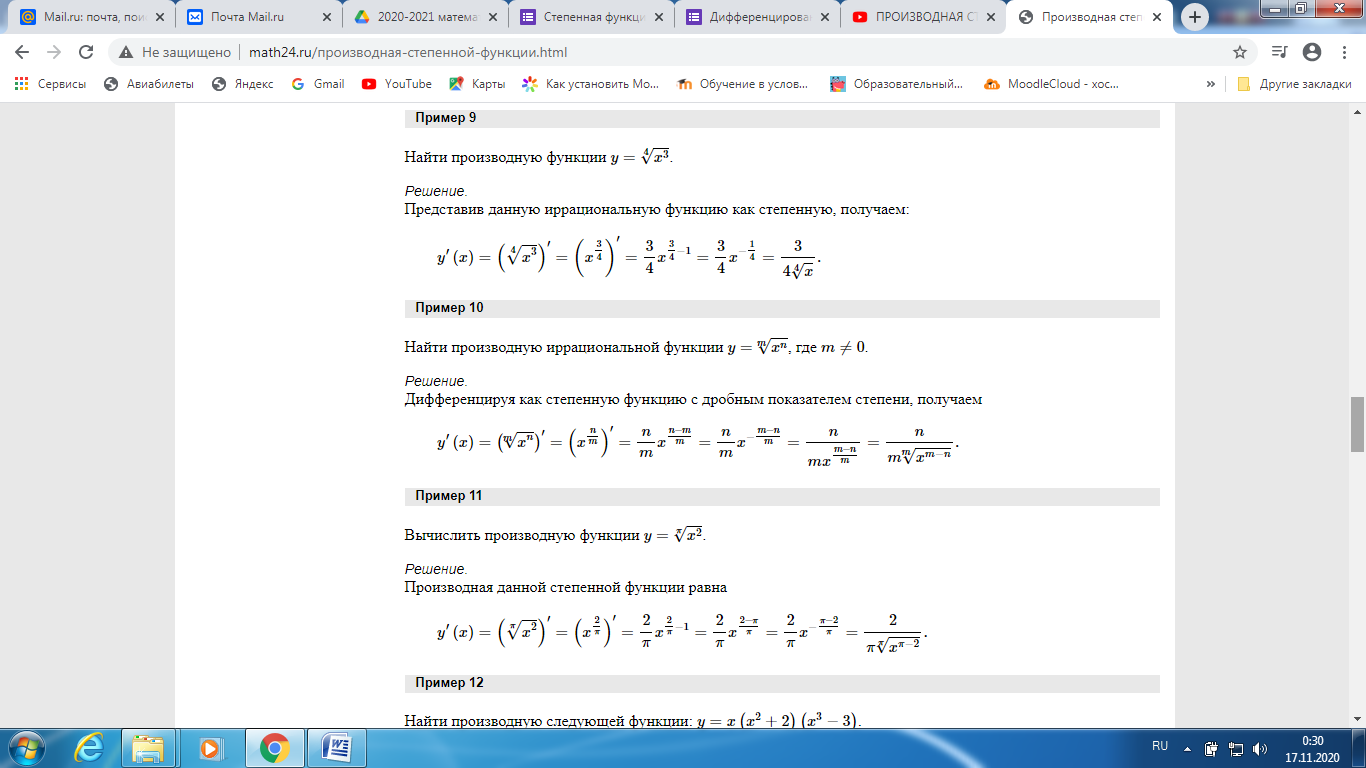 Mail.ru: почта, пои
Почта Mail.ru
2020-2021 матема
Степенная функци
Дифференцирова
ПРОИЗВОДНАЯ СТ
Производная степ
Не защищено | math24.ru/производная-степенной-функции.html
Сервисы Авиабилеты Яндекс Gmail YouTube Карты Как установить Mo... Обучение в услов... Образовательный... MoodleCloud - хос... » Другие закладки
Пример 9
Найти производную функции y = ∜(x³).
Решение.
Представив данную иррациональную функцию как степенную, получаем:
y′(x) = (∜(x³))′ = (x^(3/4))′ = 3/4 x^(3/4−1) = 3/4 x^(−1/4) = 3/(4∜x).
Пример 10
Найти производную иррациональной функции y = ᵐ√(xⁿ), где m ≠ 0.
Решение.
Дифференцируя как степенную функцию с дробным показателем степени, получаем
y′(x) = (ᵐ√(xⁿ))′ = (x^(n/m))′ = n/m x^((n−m)/m) = n/m x^(−(m−n)/m) = n/(mx^((m−n)/m)) = n/(m ᵐ√(x^(m−n))).
Пример 11
Вычислить производную функции y = ^π√(x²).
Решение.
Производная данной степенной функции равна
y′(x) = (^π√(x²))′ = (x^(2/π))′ = 2/π x^(2/π−1) = 2/π x^((2−π)/π) = 2/π x^(−(π−2)/π) = 2/(π ^π√(x^(π−2))).
Пример 12
Найти производную следующей функции: y = x (x² + 2) (x³ − 3).
RU
0:30
17.11.2020